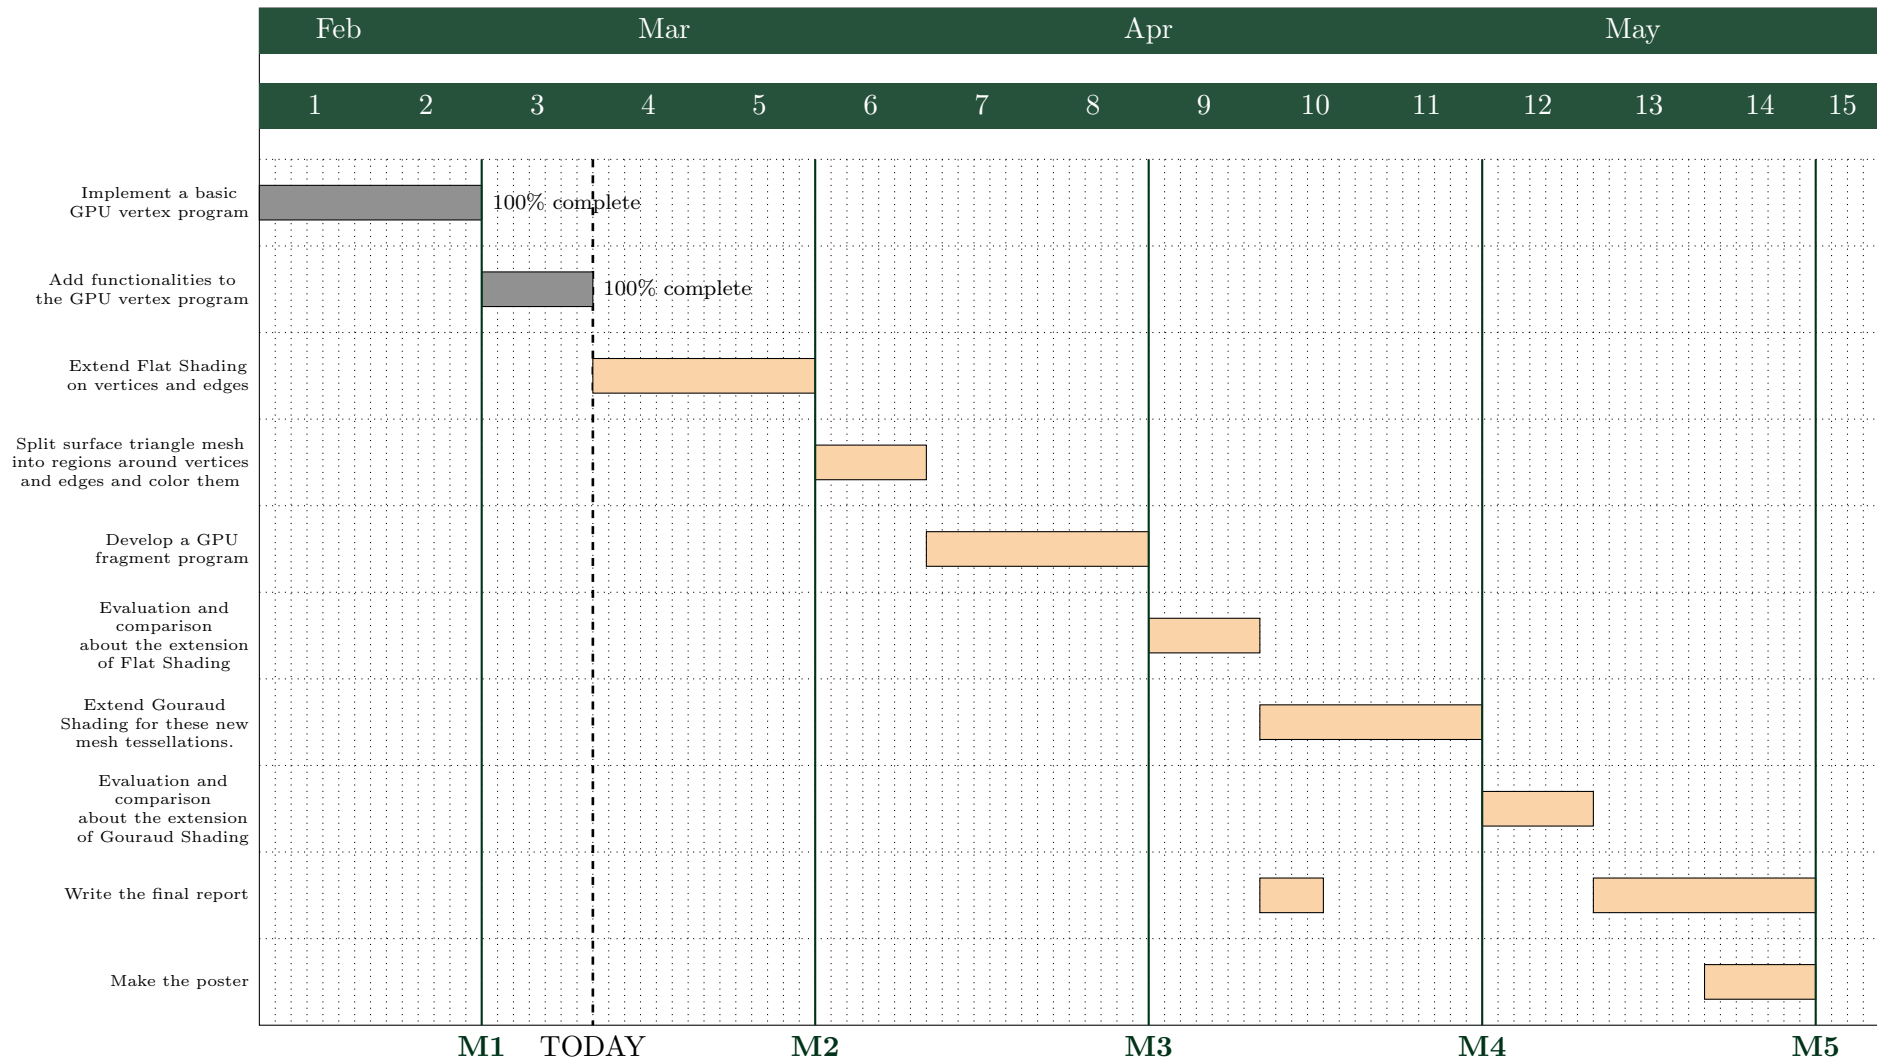 Feb Mar Apr May
1 2 3 4 5 6 7 8 9 10 11 12 13 14 15
Implement a basic
GPU vertex program
100% complete
Add functionalities to
the GPU vertex program
100% complete
Extend Flat Shading
on vertices and edges
Split surface triangle mesh
into regions around vertices
and edges and color them
Develop a GPU
fragment program
Evaluation and
comparison
about the extension
of Flat Shading
Extend Gouraud
Shading for these new
mesh tessellations.
Evaluation and
comparison
about the extension
of Gouraud Shading
Write the final report
Make the poster
M1 TODAY M2 M3 M4 M5